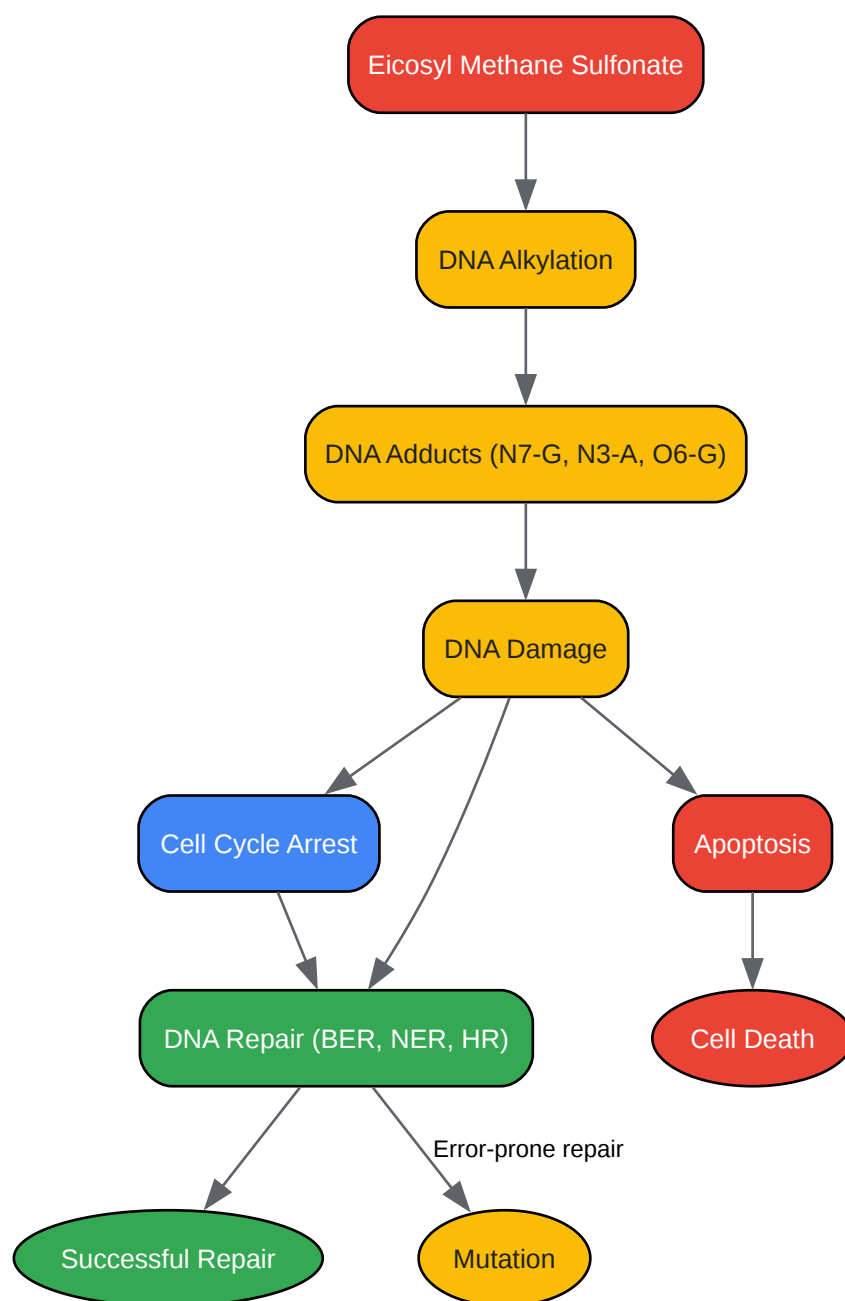 Eicosyl Methane Sulfonate
DNA Alkylation
DNA Adducts (N7-G, N3-A, O6-G)
DNA Damage
Cell Cycle Arrest
Apoptosis
DNA Repair (BER, NER, HR)
Cell Death
Error-prone repair
Successful Repair
Mutation